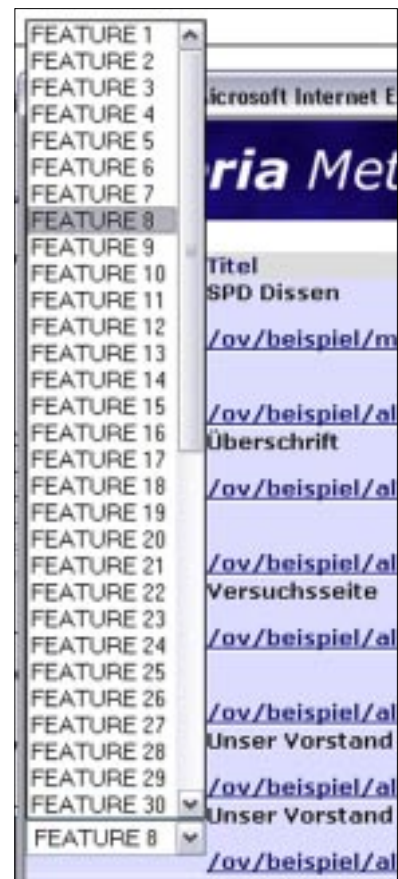 FEATURE 1
FEATURE 2
FEATURE 3
FEATURE 4
FEATURE 5
FEATURE 6
FEATURE 7
FEATURE 8
FEATURE 9
FEATURE 10
FEATURE 11
FEATURE 12
FEATURE 13
FEATURE 14
FEATURE 15
FEATURE 16
FEATURE 17
FEATURE 18
FEATURE 19
FEATURE 20
FEATURE 21
FEATURE 22
FEATURE 23
FEATURE 24
FEATURE 25
FEATURE 26
FEATURE 27
FEATURE 28
FEATURE 29
FEATURE 30
FEATURE 8
icrosoft Internet E
ria Met
Titel
SPD Dissen
/ov/beispiel/m
/ov/beispiel/al
Überschrift
/ov/beispiel/al
/ov/beispiel/al
Versuchsseite
/ov/beispiel/al
/ov/beispiel/al
Unser Vorstand
/ov/beispiel/al
Unser Vorstand
/ov/beispiel/al